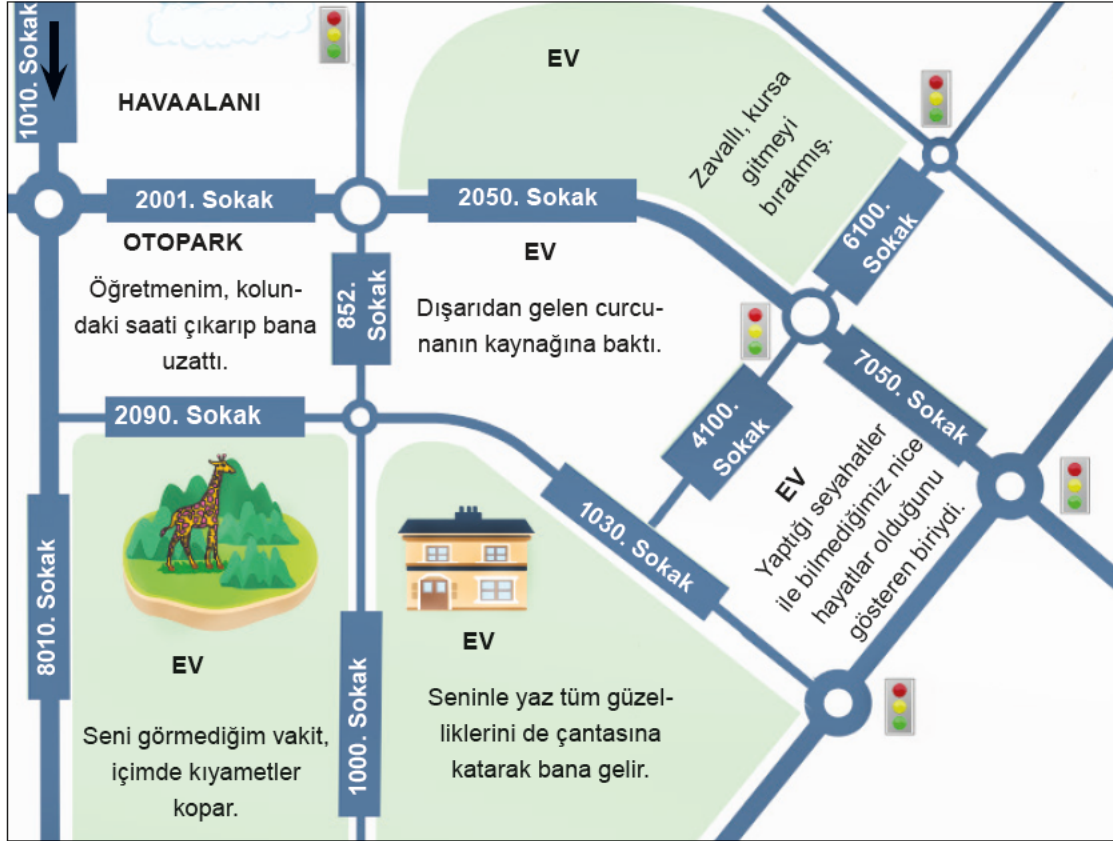 1010. Sokak
HAVAALANI
EV
Zavallı, kursa
gitmeyi
bırakmış.
2001. Sokak
2050. Sokak
6100.
Sokak
OTOPARK
Öğretmenim, kolun-
daki saati çıkarıp bana
uzattı.
852.
Sokak
EV
Dışarıdan gelen curcu-
nanın kaynağına baktı.
7050. Sokak
4100.
Sokak
2090. Sokak
EV
Yaptığı seyahatler
ile bilmediğimiz nice
hayatlar olduğunu
gösteren biriydi.
1030. Sokak
8010. Sokak
EV
Seni görmediğim vakit,
içimde kıyametler
kopar.
1000. Sokak
EV
Seninle yaz tüm güzel-
liklerini de çantasına
katarak bana gelir.